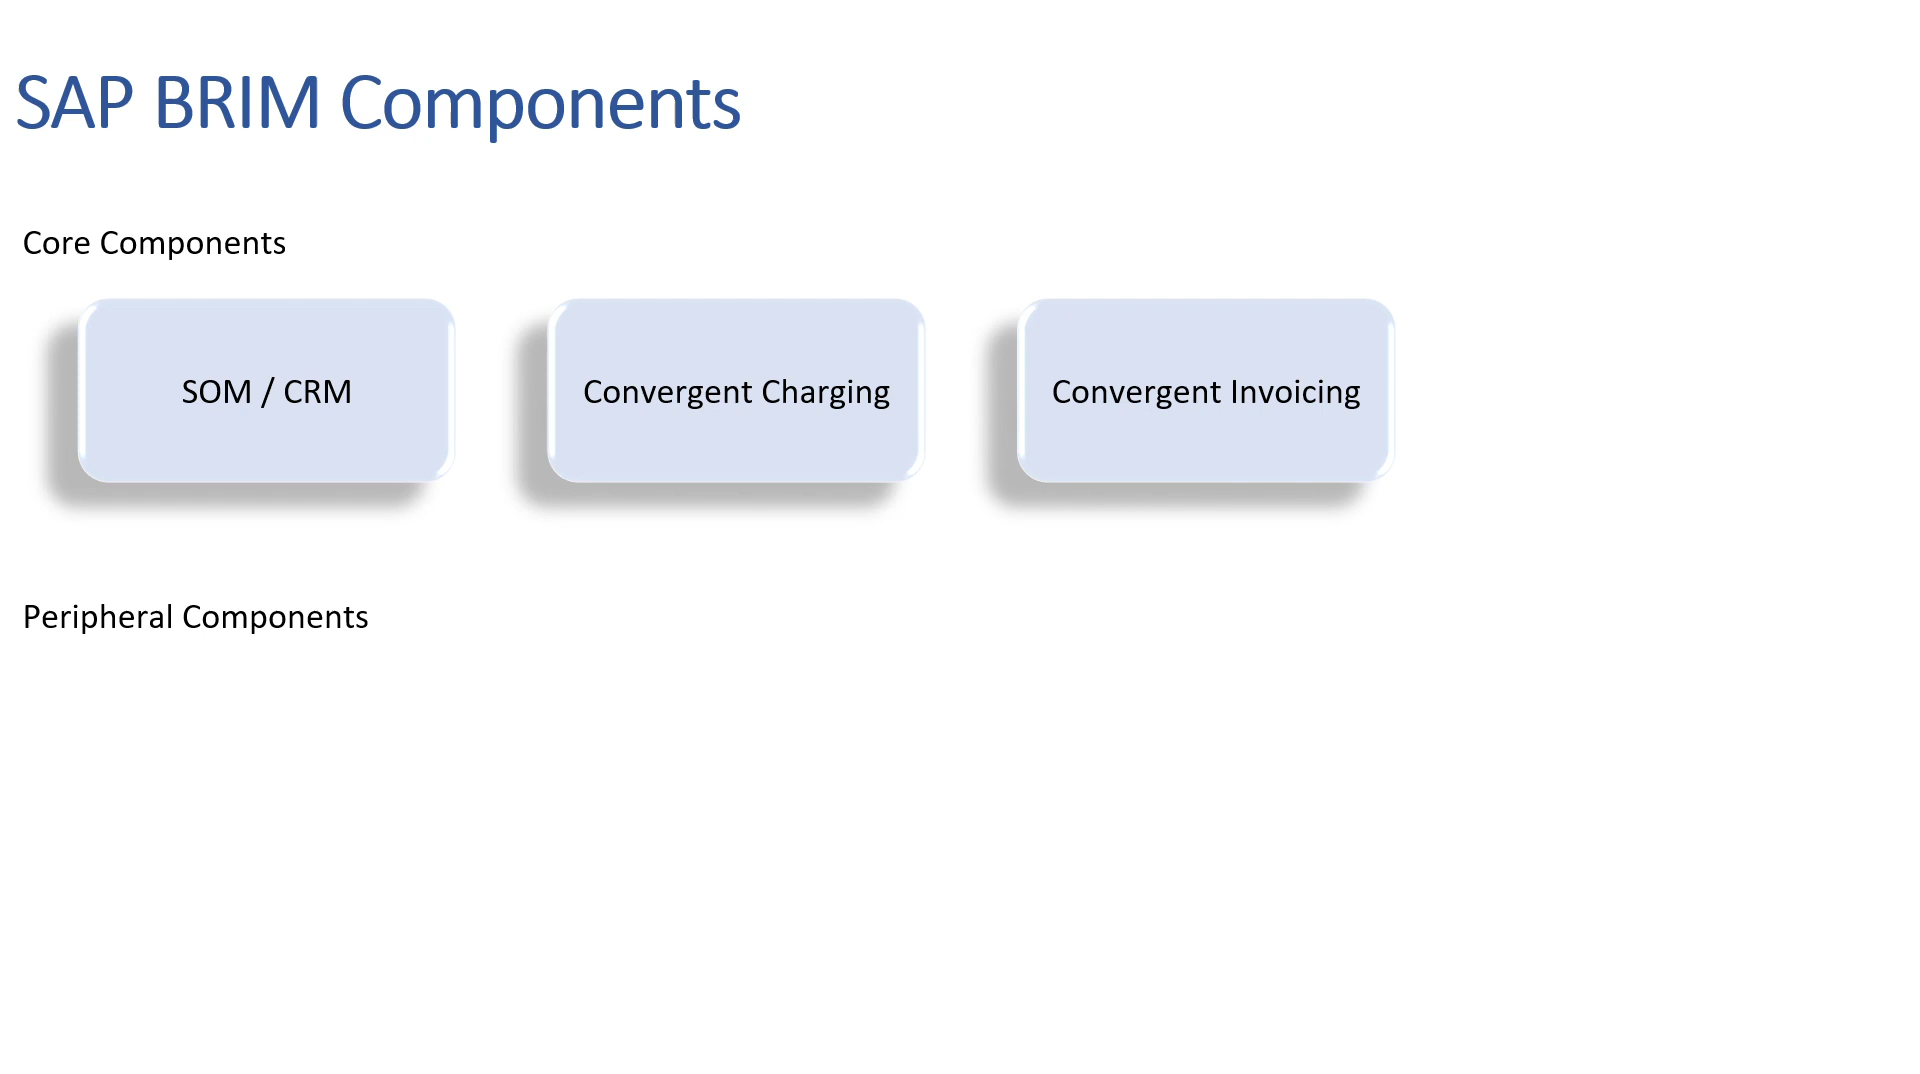 SAP BRIM Components
Core Components
SOM / CRM
Convergent Charging
Convergent Invoicing
Peripheral Components